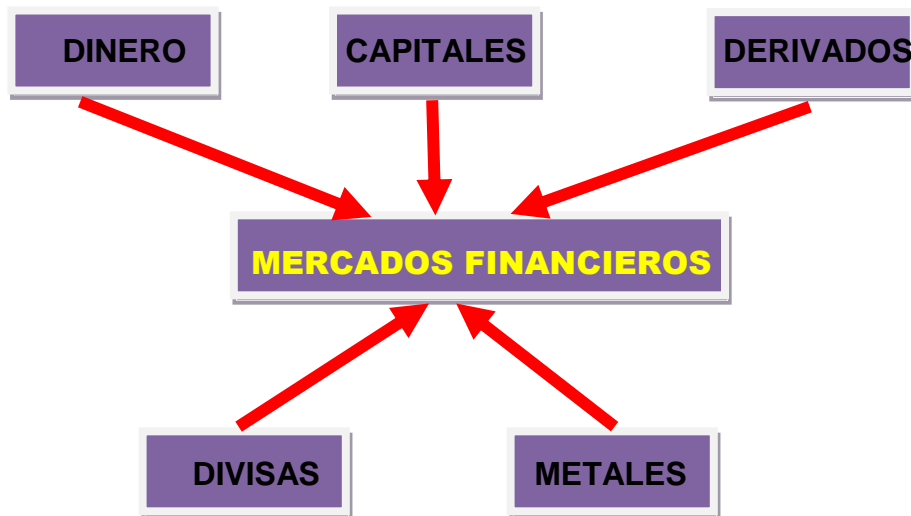 DINERO
CAPITALES
DERIVADOS
MERCADOS FINANCIEROS
DIVISAS
METALES